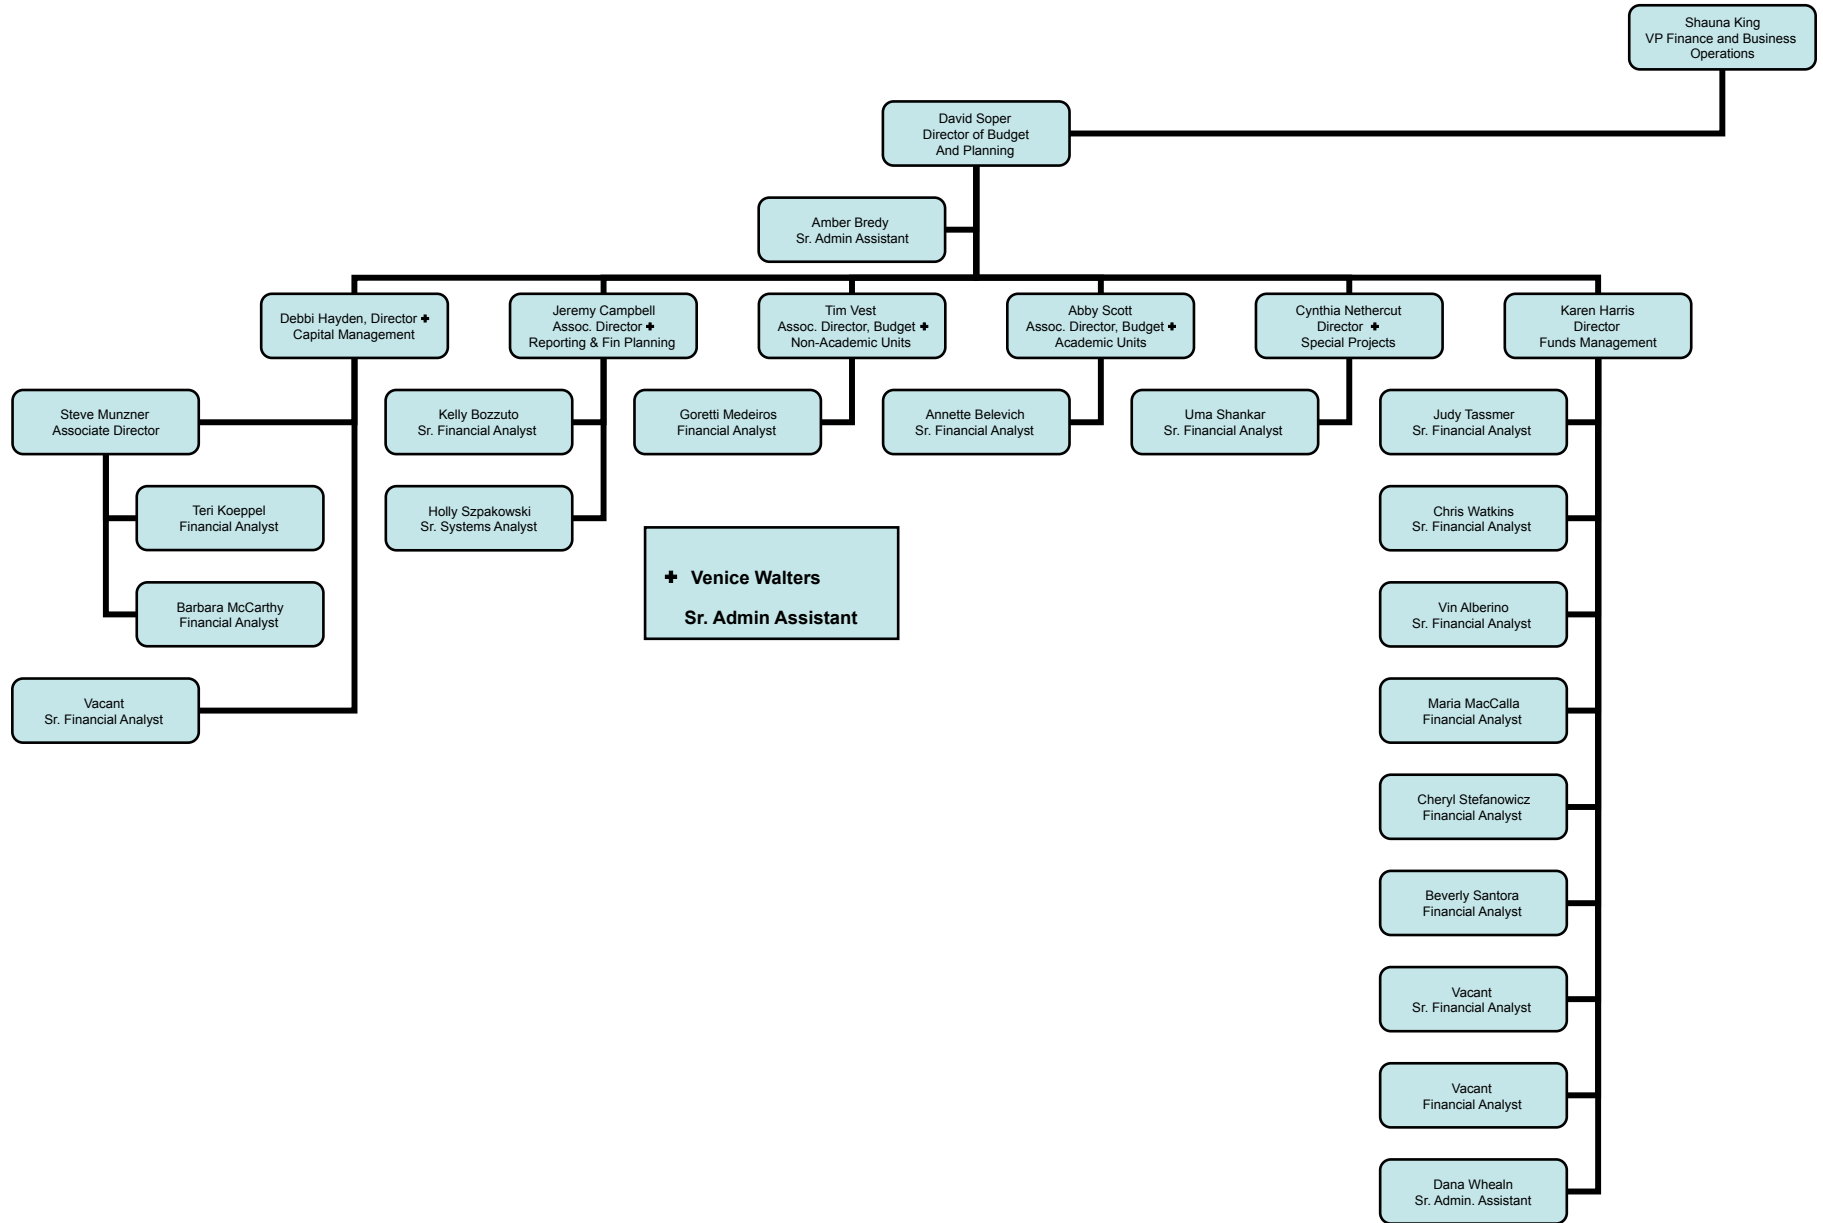 Shauna King
VP Finance and Business
Operations
David Soper
Director of Budget
And Planning
Amber Bredy
Sr. Admin Assistant
Debbi Hayden, Director ✚
Capital Management
Jeremy Campbell
Assoc. Director ✚
Reporting & Fin Planning
Tim Vest
Assoc. Director, Budget ✚
Non-Academic Units
Abby Scott
Assoc. Director, Budget ✚
Academic Units
Cynthia Nethercut
Director ✚
Special Projects
Karen Harris
Director
Funds Management
Steve Munzner
Associate Director
Teri Koeppel
Financial Analyst
Barbara McCarthy
Financial Analyst
Vacant
Sr. Financial Analyst
Kelly Bozzuto
Sr. Financial Analyst
Holly Szpakowski
Sr. Systems Analyst
Goretti Medeiros
Financial Analyst
Annette Belevich
Sr. Financial Analyst
Uma Shankar
Sr. Financial Analyst
Judy Tassmer
Sr. Financial Analyst
Chris Watkins
Sr. Financial Analyst
Vin Alberino
Sr. Financial Analyst
Maria MacCalla
Financial Analyst
Cheryl Stefanowicz
Financial Analyst
Beverly Santora
Financial Analyst
Vacant
Sr. Financial Analyst
Vacant
Financial Analyst
Dana Whealn
Sr. Admin. Assistant
✚ Venice Walters
Sr. Admin Assistant